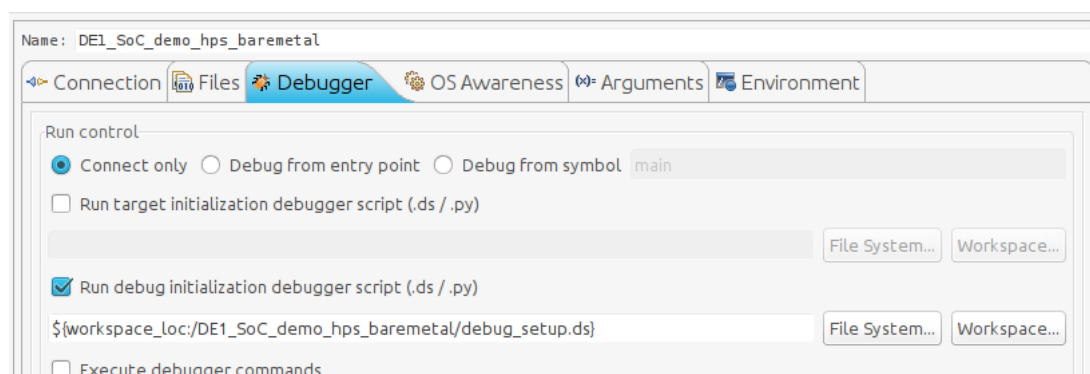 Name: DE1_SoC_demo_hps_baremetal
Connection Files Debugger OS Awareness (x)= Arguments Environment
Run control
Connect only Debug from entry point Debug from symbol main
Run target initialization debugger script (.ds / .py)
File System... Workspace...
Run debug initialization debugger script (.ds / .py)
${workspace_loc:/DE1_SoC_demo_hps_baremetal/debug_setup.ds} File System... Workspace...
Execute debugger commands